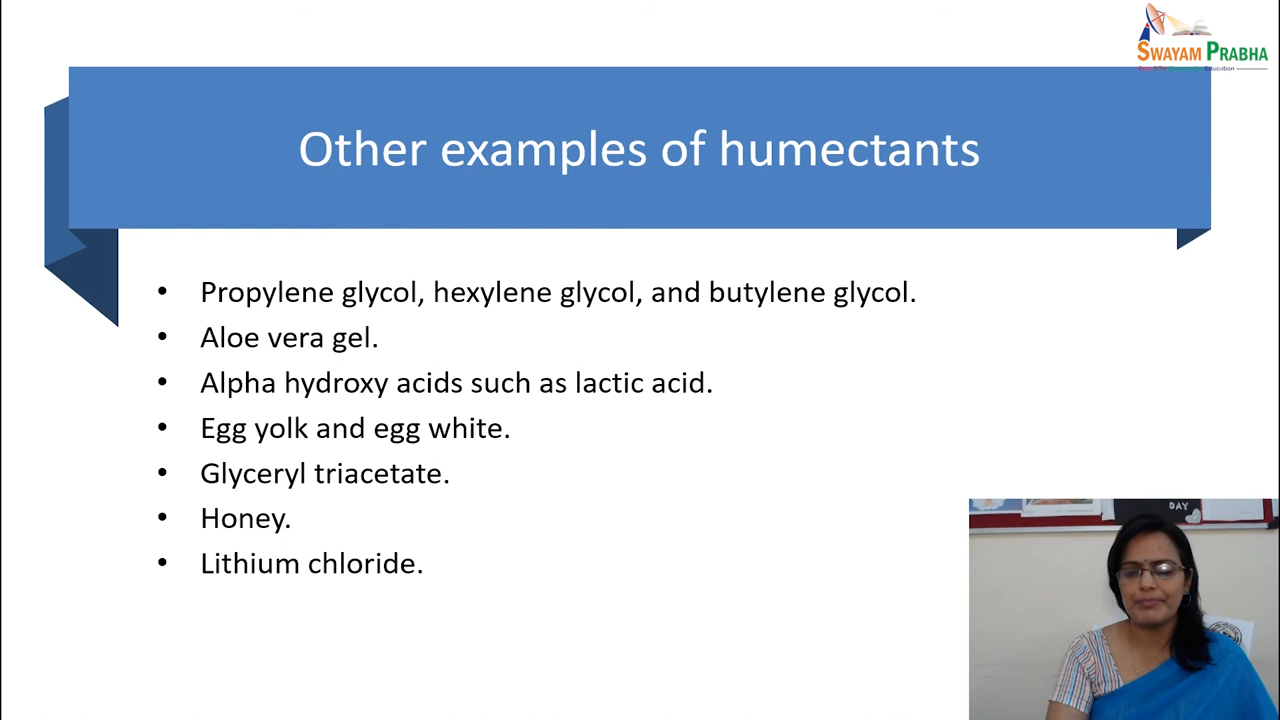 SWAYAM PRABHA
Other examples of humectants
• Propylene glycol, hexylene glycol, and butylene glycol.
• Aloe vera gel.
• Alpha hydroxy acids such as lactic acid.
• Egg yolk and egg white.
• Glyceryl triacetate.
• Honey.
• Lithium chloride.
DAY